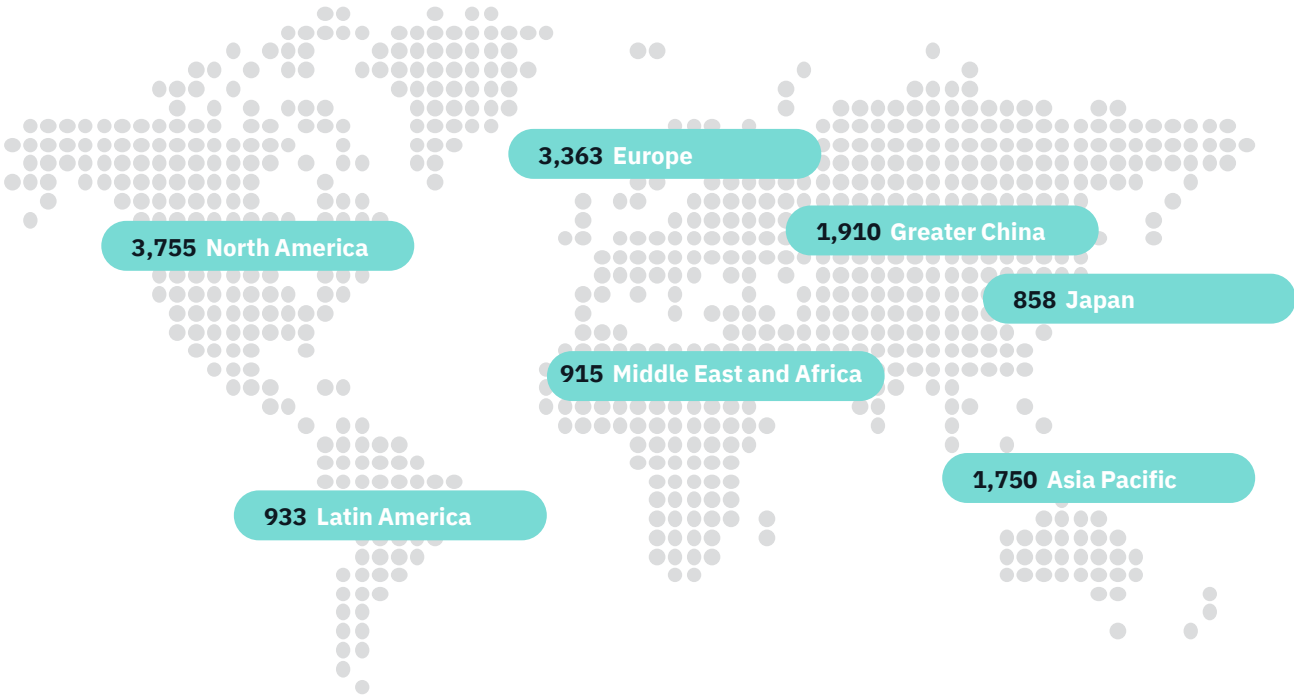 3,363 Europe
1,910 Greater China
3,755 North America
858 Japan
915 Middle East and Africa
1,750 Asia Pacific
933 Latin America